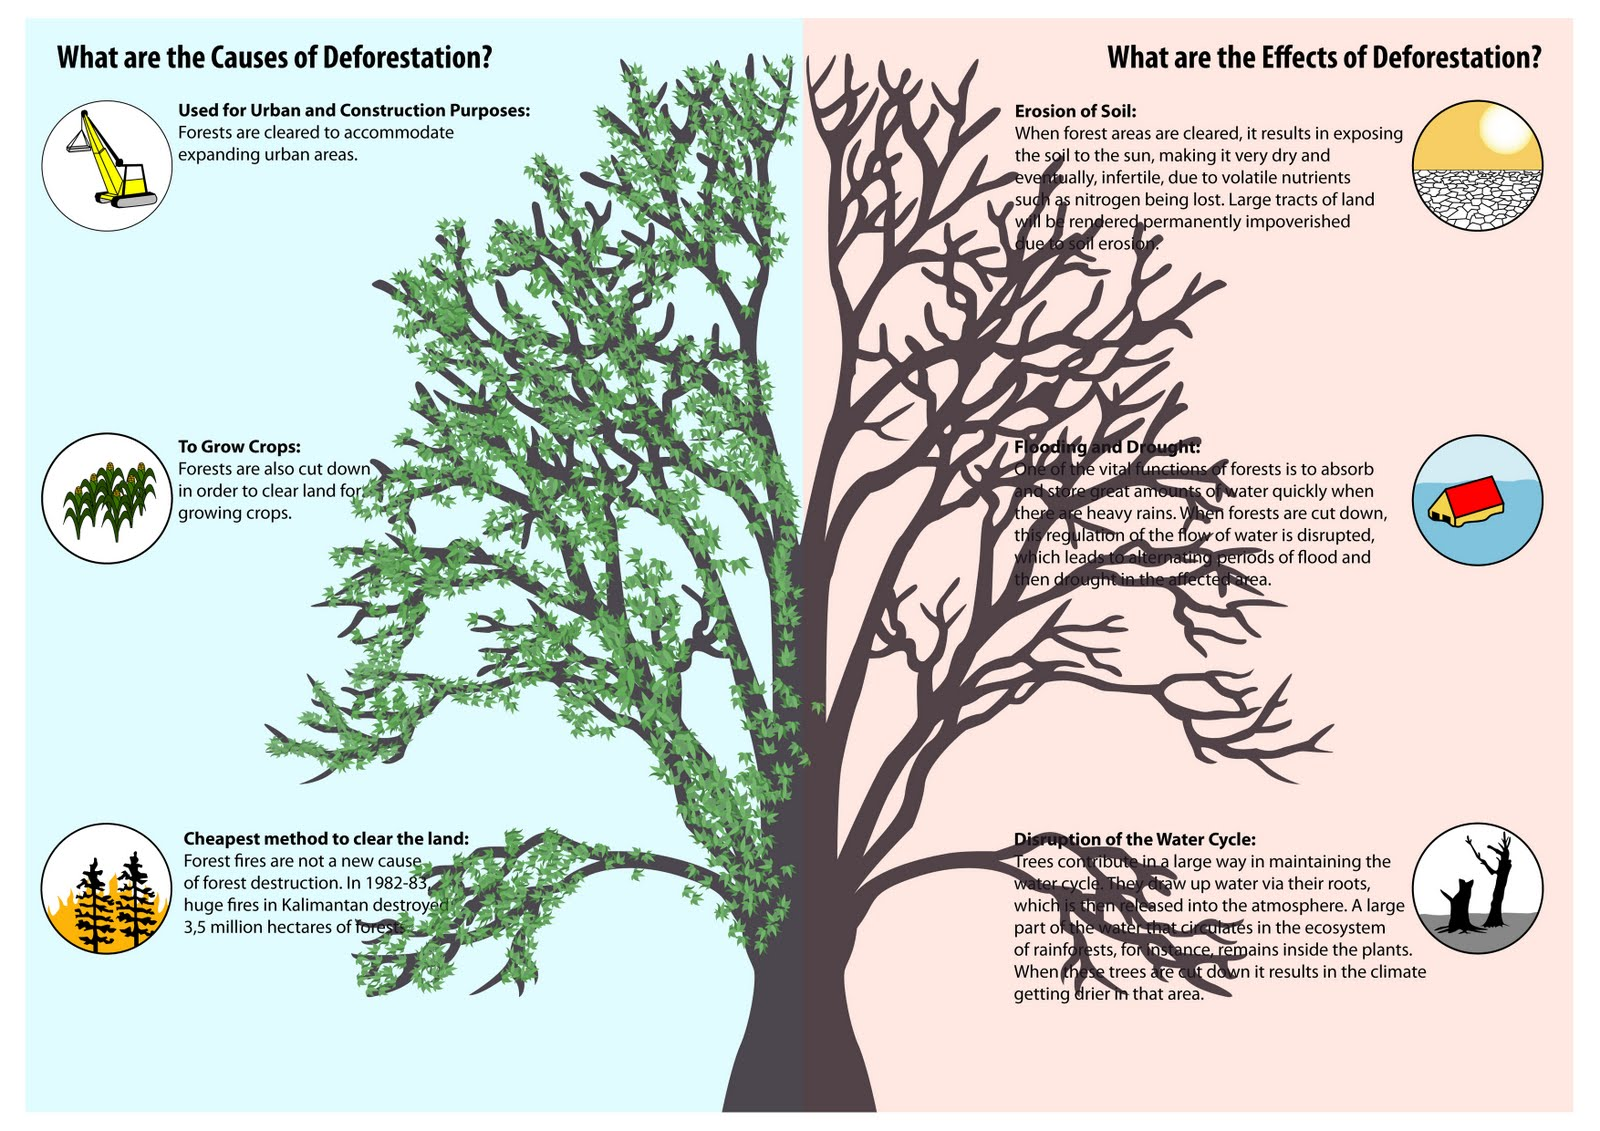 What are the Causes of Deforestation?
Used for Urban and Construction Purposes:
Forests are cleared to accommodate
expanding urban areas.
To Grow Crops:
Forests are also cut down
in order to clear land for
growing crops.
Cheapest method to clear the land:
Forest fires are not a new cause
of forest destruction. In 1982-83,
huge fires in Kalimantan destroyed
3,5 million hectares of forests
What are the Effects of Deforestation?
Erosion of Soil:
When forest areas are cleared, it results in exposing
the soil to the sun, making it very dry and
eventually, infertile, due to volatile nutrients
such as nitrogen being lost. Large tracts of land
will be rendered permanently impoverished
due to soil erosion.
Flooding and Drought:
One of the vital functions of forests is to absorb
and store great amounts of water quickly when
there are heavy rains. When forests are cut down,
this regulation of the flow of water is disrupted,
which leads to alternating periods of flood and
then drought in the affected area.
Disruption of the Water Cycle:
Trees contribute in a large way in maintaining the
water cycle. They draw up water via their roots,
which is then released into the atmosphere. A large
part of the water that circulates in the ecosystem
of rainforests, for instance, remains inside the plants.
When these trees are cut down it results in the climate
getting drier in that area.